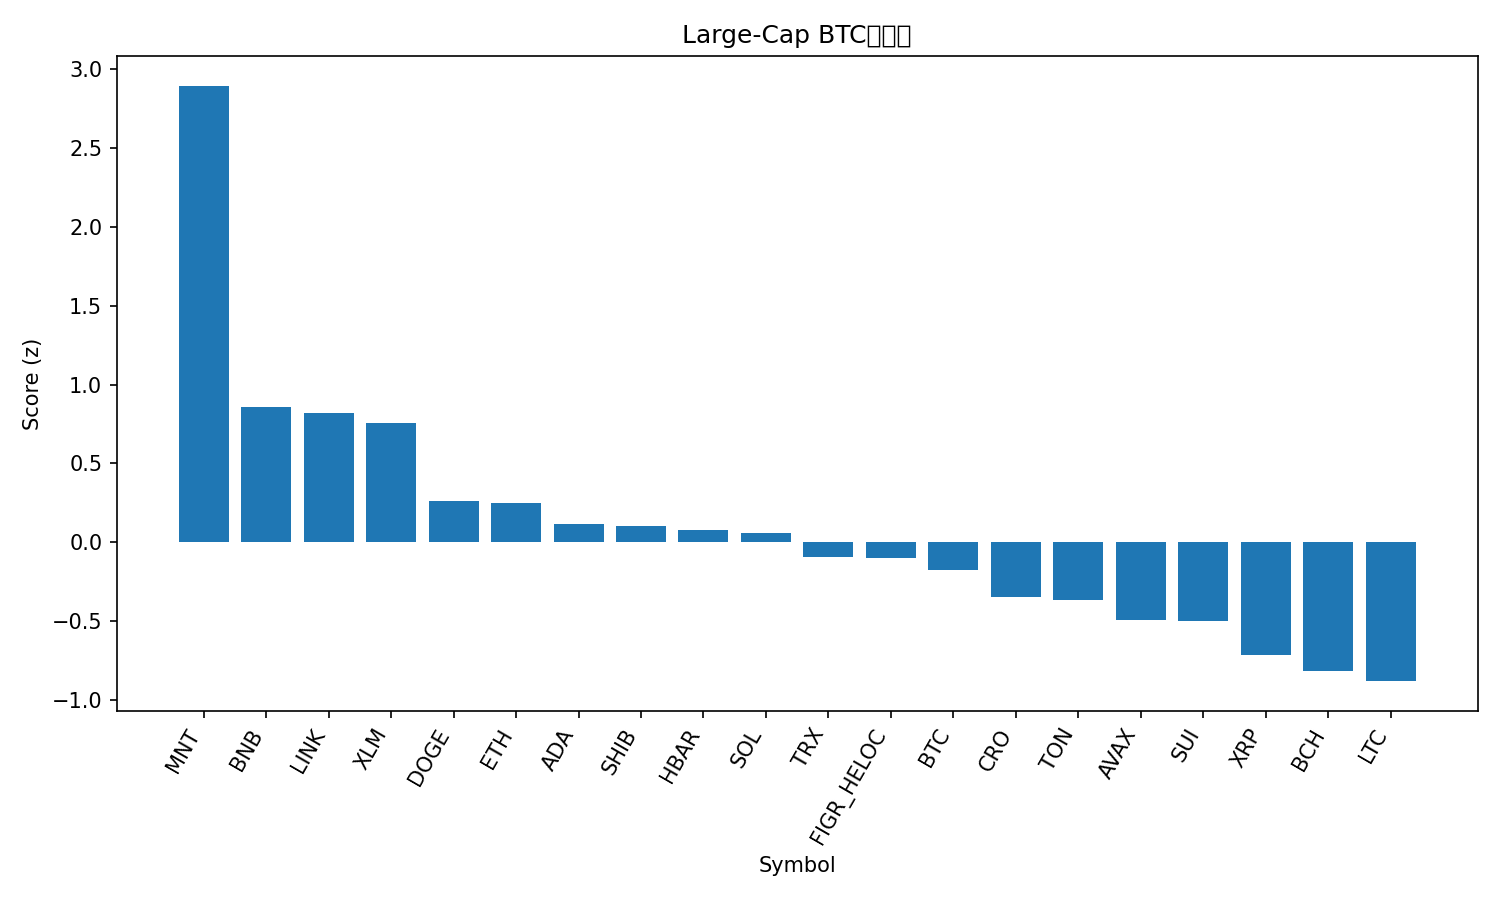 Large-Cap BTC
3.0
2.5
2.0
1.5
1.0
0.5
0.0
−0.5
−1.0
Score (z)
MNT
BNB
LINK
XLM
DOGE
ETH
ADA
SHIB
HBAR
SOL
TRX
FIGR_HELOC
BTC
CRO
TON
AVAX
SUI
XRP
BCH
LTC
Symbol